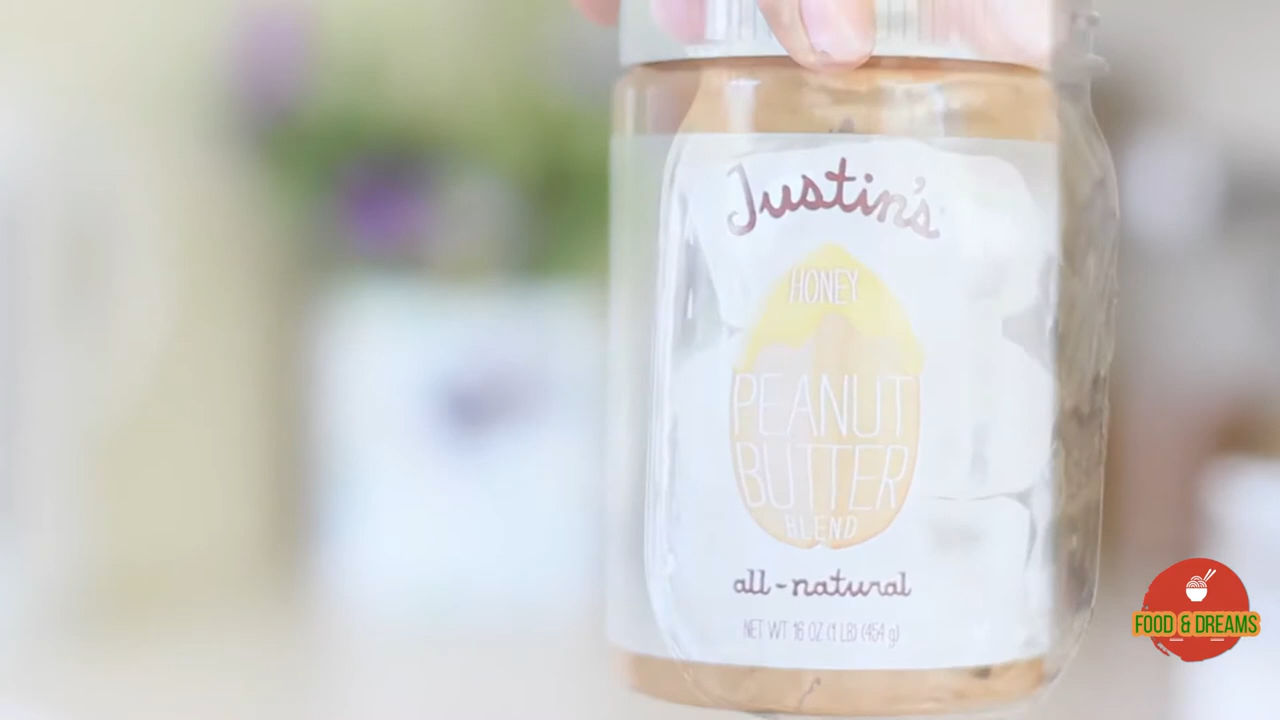 Justin's
HONEY
PEANUT
BUTTER
BLEND
all-natural
NET WT 16 OZ (1 LB) (454 g)
FOOD & DREAMS